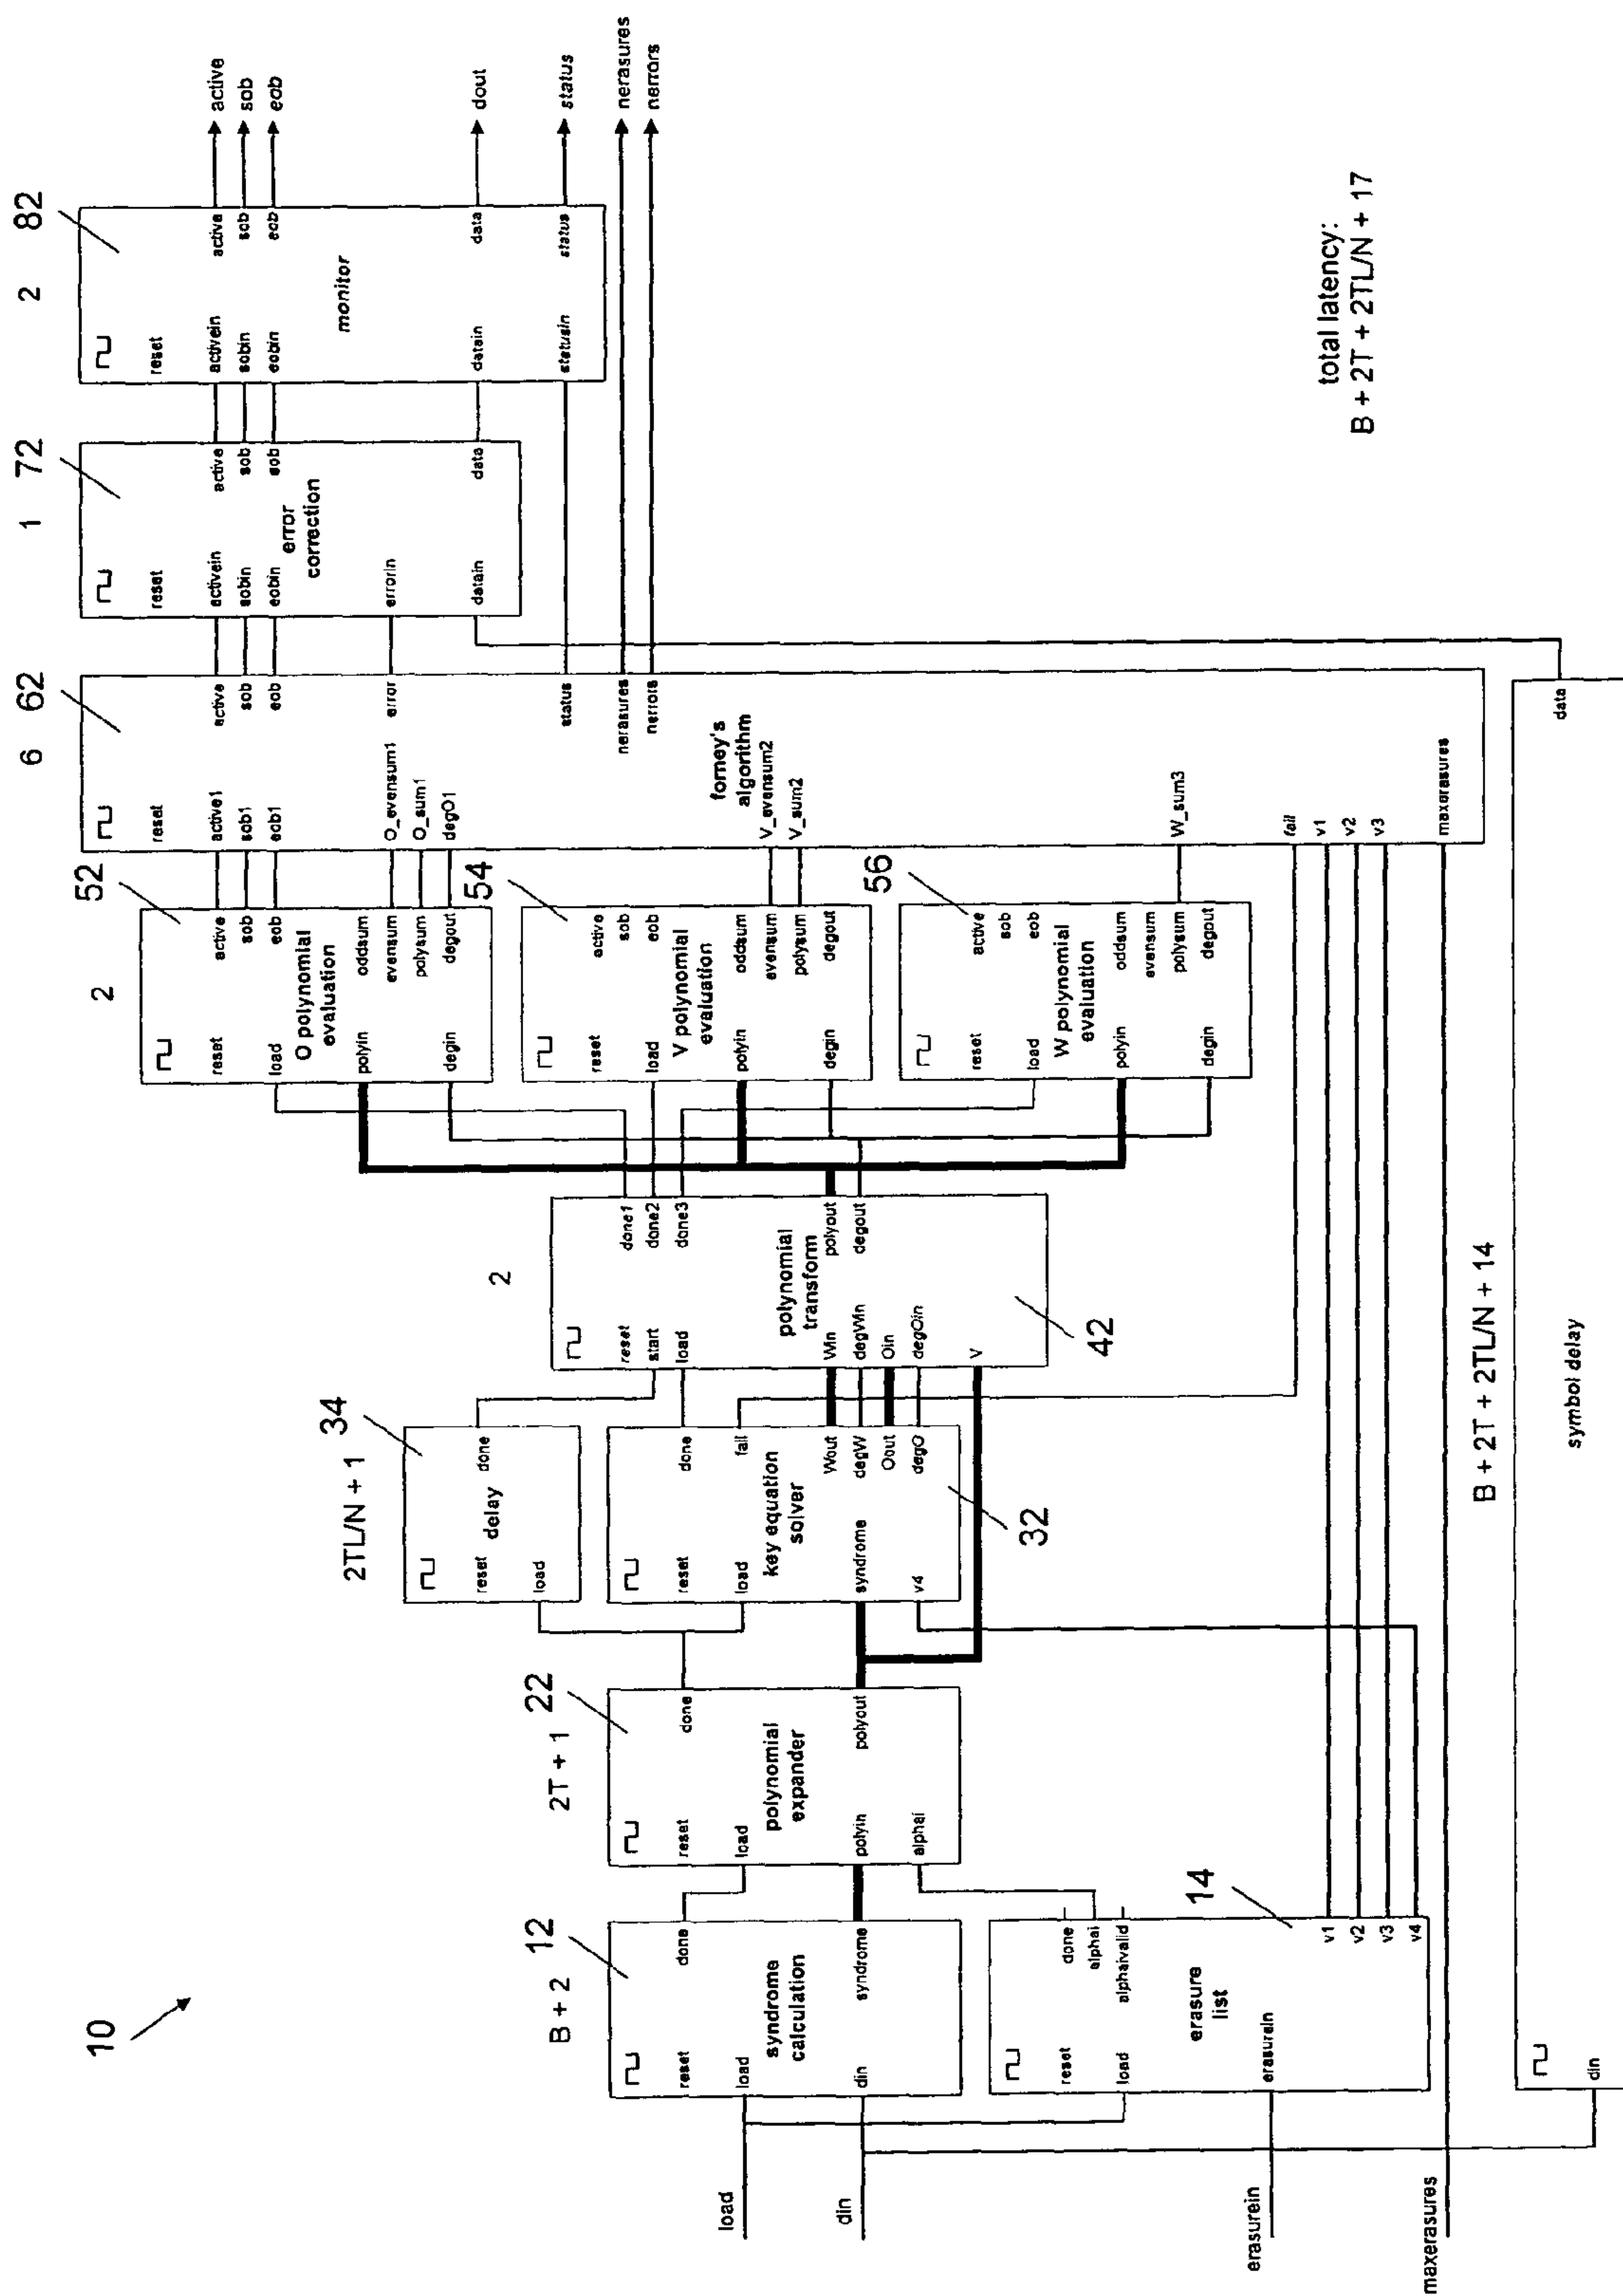 10
B + 2
12
syndrome
calculation
reset
load
din
done
syndrome
load
din
erasurein
maxerasures
14
erasure
list
reset
load
erasurein
done
alphai
alphaivalid
v1
v2
v3
v4
2T + 1
22
polynomial
expander
reset
load
polyin
alphai
done
polyout
2TL/N + 1
34
delay
reset
load
done
key equation
solver
32
reset
load
syndrome
v4
done
fail
Wout
degW
Oout
degO
2
polynomial
transform
42
reset
start
load
Win
degWin
Oin
degOin
V
done1
done2
done3
polyout
degout
2
52
O polynomial
evaluation
reset
load
polyin
degin
active
sob
eob
oddsum
evensum
polysum
degout
54
V polynomial
evaluation
reset
load
polyin
degin
active
sob
eob
oddsum
evensum
polysum
degout
56
W polynomial
evaluation
reset
load
polyin
degin
active
sob
eob
oddsum
evensum
polysum
degout
6
62
forney's
algorithm
reset
active1
sob1
eob1
O_evensum1
O_sum1
degO1
V_evensum2
V_sum2
W_sum3
fail
v1
v2
v3
maxerasures
active
sob
eob
error
status
nerasures
nerrors
1
72
error
correction
reset
activein
sobin
eobin
errorin
datain
active
sob
eob
data
2
82
monitor
reset
activein
sobin
eobin
datain
statusin
active
sob
eob
data
status
active
sob
eob
dout
status
nerasures
nerrors
B + 2T + 2TL/N + 14
symbol delay
din
data
total latency:
B + 2T + 2TL/N + 17